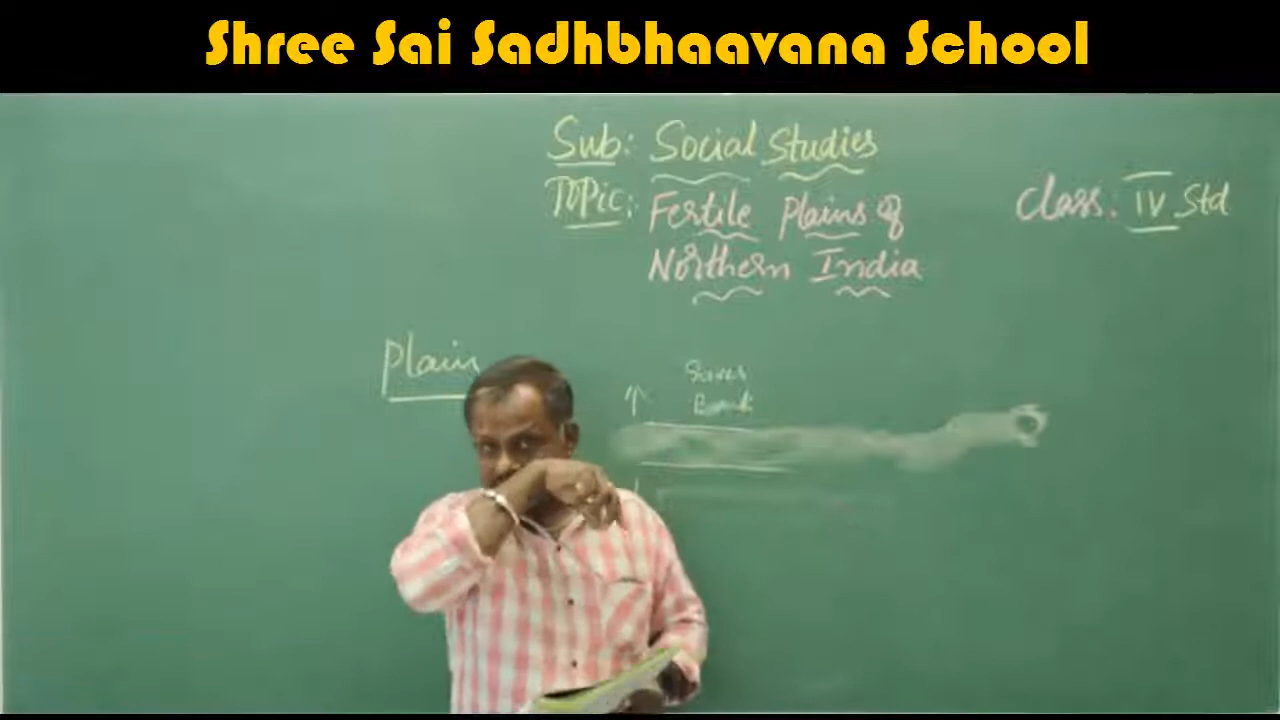 Shree Sai Sadhbhaavana School
Sub: Social Studies
Topic: Fertile Plains of
Northern India
Class: IV Std
Plain